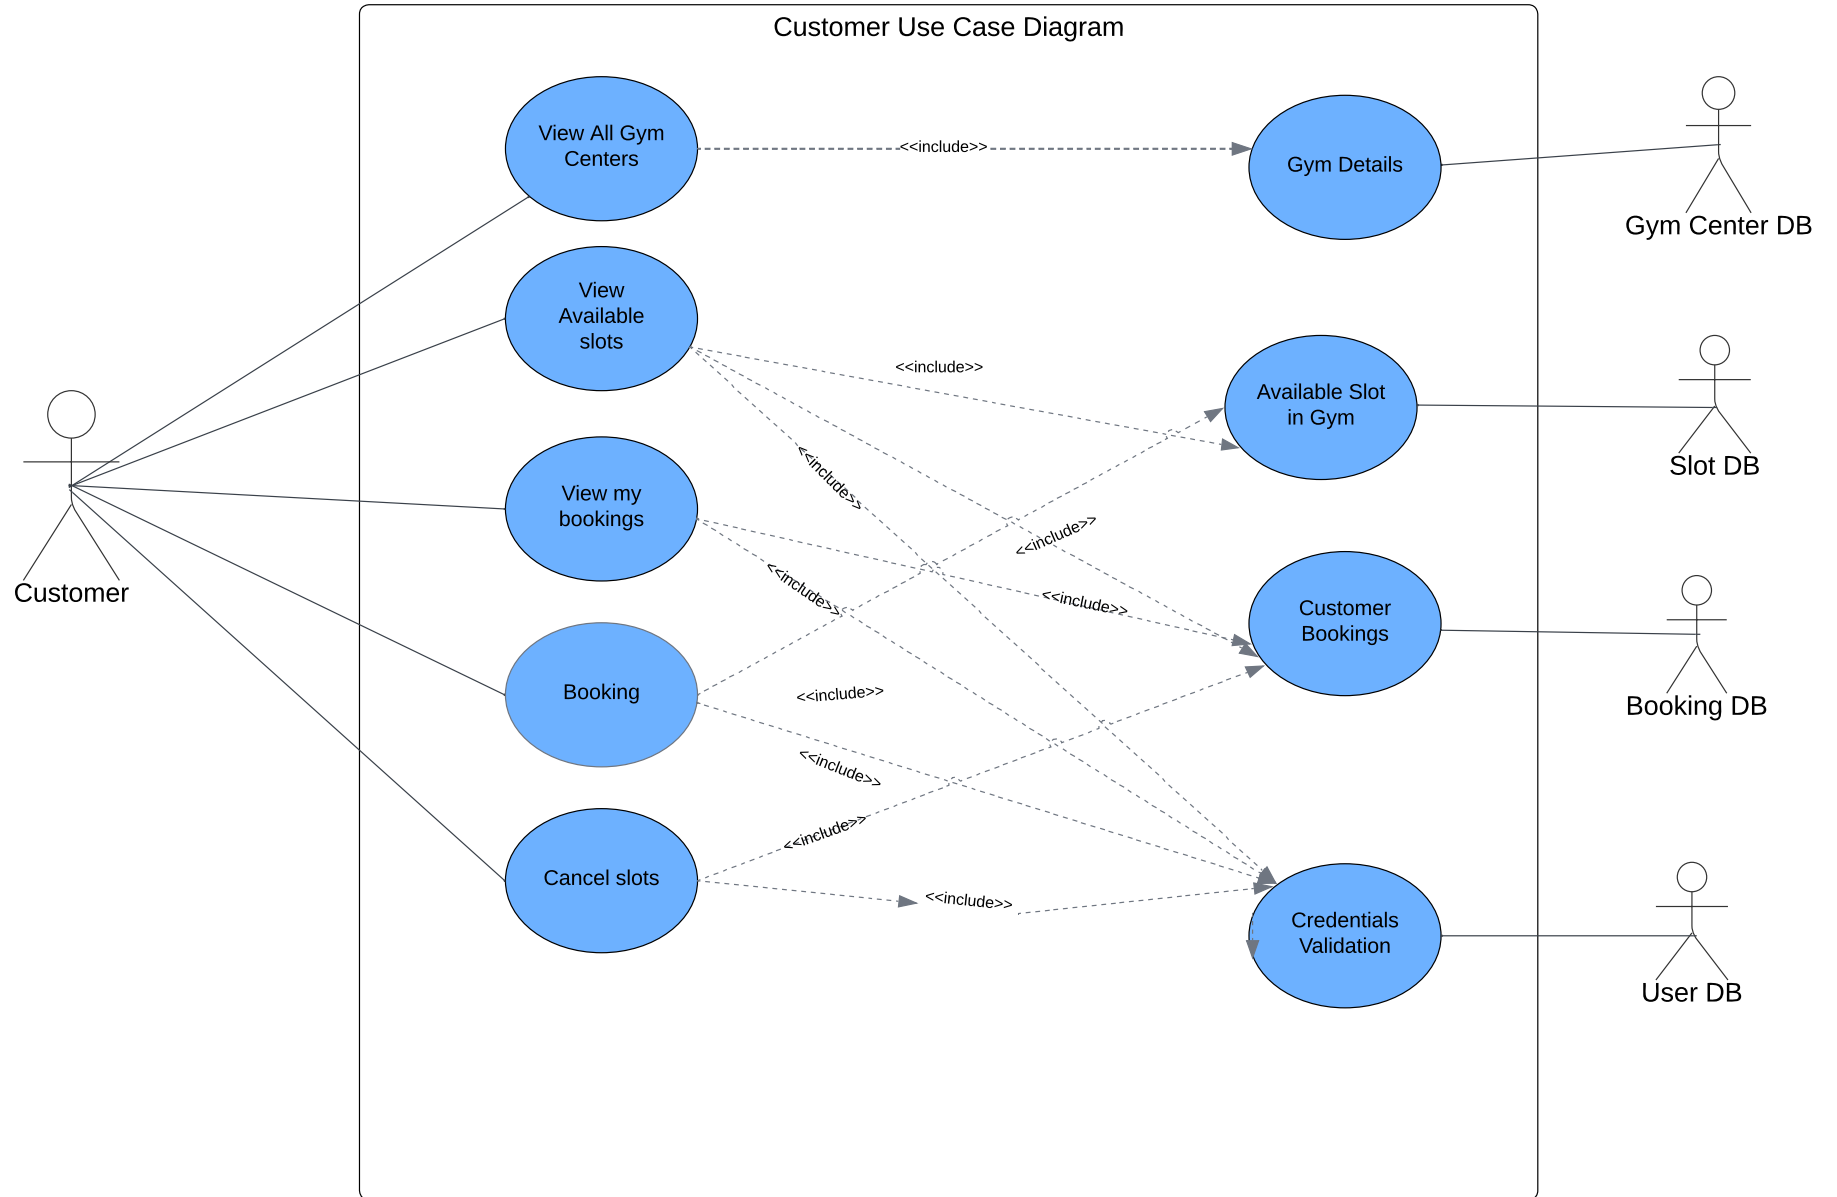 Customer Use Case Diagram
View All Gym
Centers
<<include>>
Gym Details
Gym Center DB
View
Available
slots
<<include>>
Available Slot
in Gym
Slot DB
<<include>>
View my
bookings
<<include>>
<<include>>
<<include>>
Customer
Customer
Bookings
Booking DB
Booking
<<include>>
<<include>>
<<include>>
Cancel slots
<<include>>
Credentials
Validation
User DB